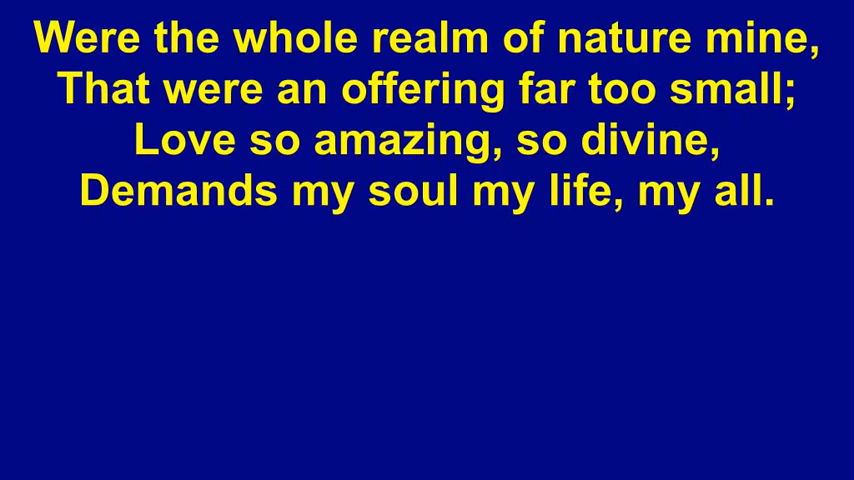 Were the whole realm of nature mine,
That were an offering far too small;
Love so amazing, so divine,
Demands my soul my life, my all.